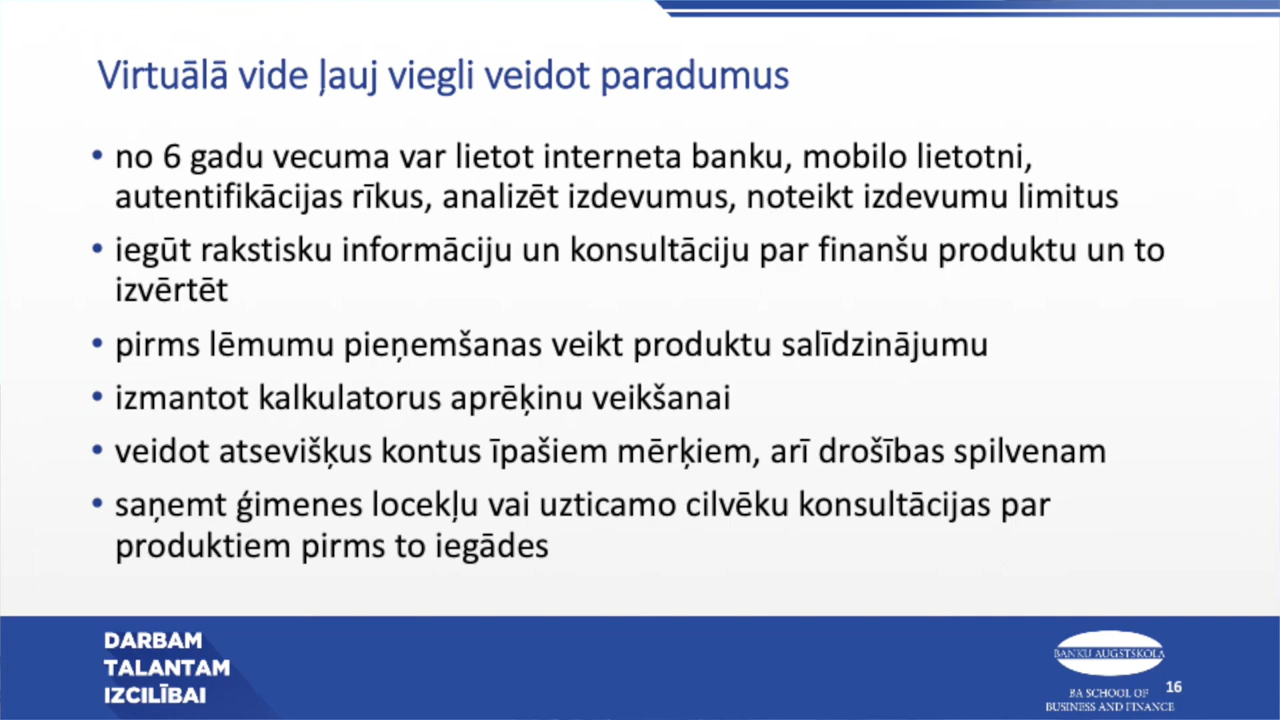 Virtuālā vide ļauj viegli veidot paradumus
• no 6 gadu vecuma var lietot interneta banku, mobilo lietotni,
autentifikācijas rīkus, analizēt izdevumus, noteikt izdevumu limitus
• iegūt rakstisku informāciju un konsultāciju par finanšu produktu un to
izvērtēt
• pirms lēmumu pieņemšanas veikt produktu salīdzinājumu
• izmantot kalkulatorus aprēķinu veikšanai
• veidot atsevišķus kontus īpašiem mērķiem, arī drošības spilvenam
• saņemt ģimenes locekļu vai uzticamo cilvēku konsultācijas par
produktiem pirms to iegādes
DARBAM
TALANTAM
IZCILĪBAI
BANKU AUGSTSKOLA
BA SCHOOL OF
BUSINESS AND FINANCE
16